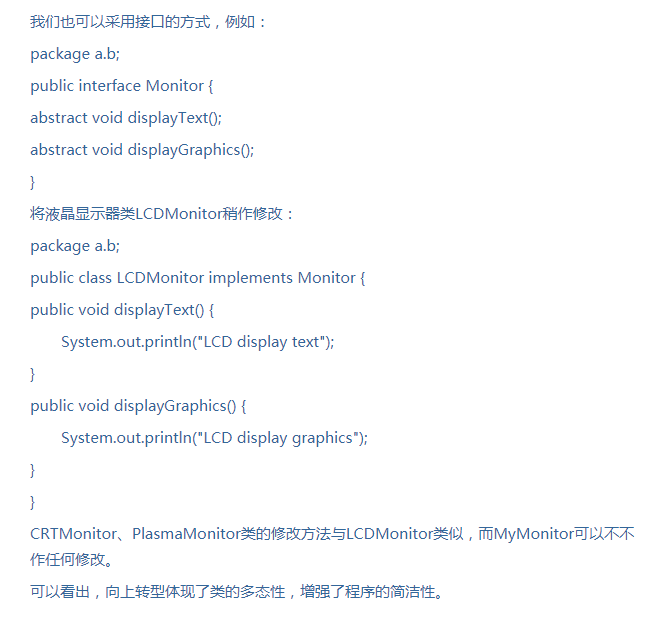 我们也可以采用接口的方式，例如：
package a.b;
public interface Monitor {
abstract void displayText();
abstract void displayGraphics();
}
将液晶显示器类LCDMonitor稍作修改：
package a.b;
public class LCDMonitor implements Monitor {
public void displayText() {
System.out.println("LCD display text");
}
public void displayGraphics() {
System.out.println("LCD display graphics");
}
}
CRTMonitor、PlasmaMonitor类的修改方法与LCDMonitor类似，而MyMonitor可以不不
作任何修改。
可以看出，向上转型体现了类的多态性，增强了程序的简洁性。